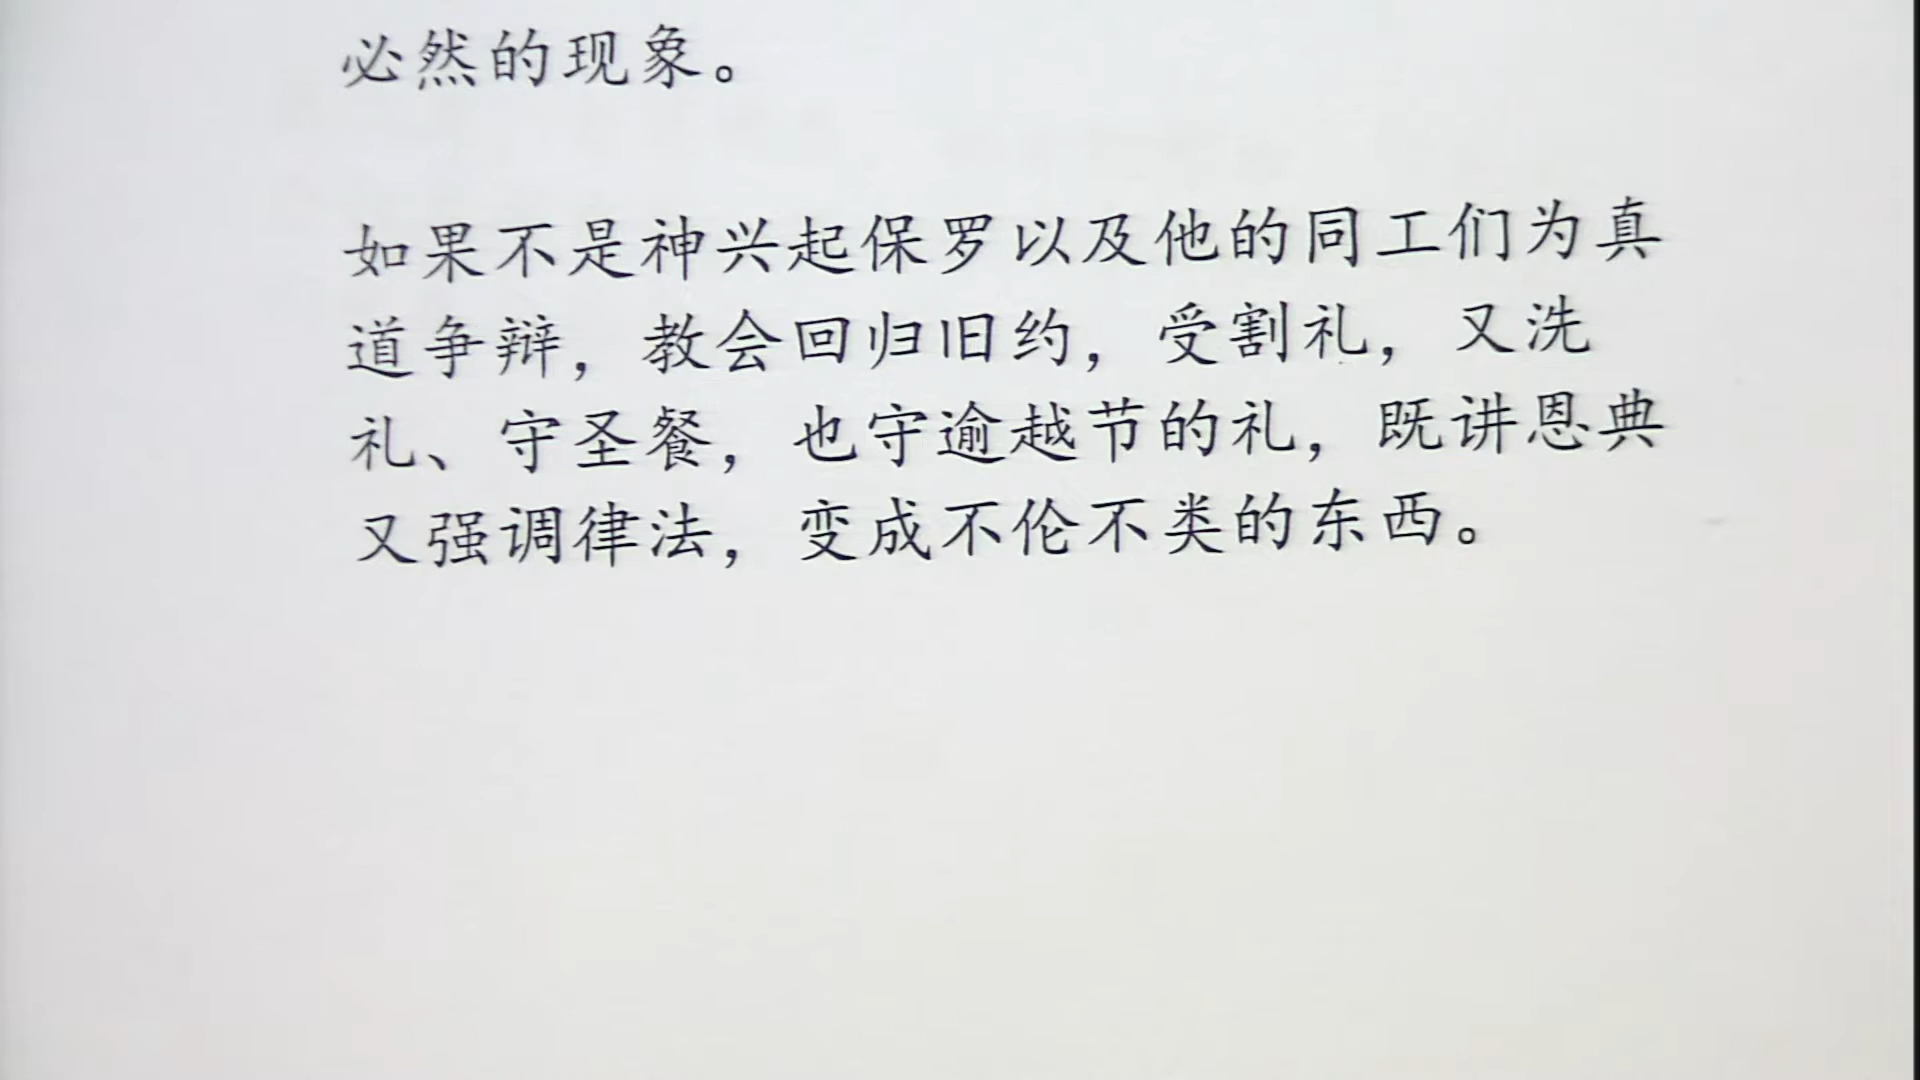 必然的现象。
如果不是神兴起保罗以及他的同工们为真
道争辩，教会回归旧约，受割礼，又洗
礼、守圣餐，也守逾越节的礼，既讲恩典
又强调律法，变成不伦不类的东西。